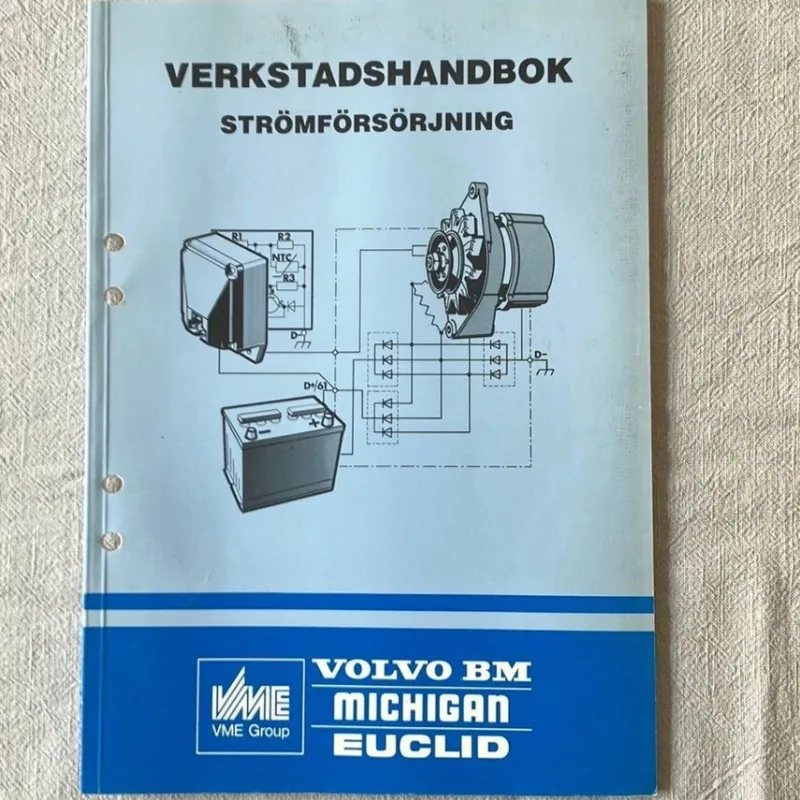 VERKSTADSHANDBOK
STRÖMFÖRSÖRJNING
R1 R2
NTC
R3
D-
D-
D+/61
- +
VME
VME Group
VOLVO BM
MICHIGAN
EUCLID